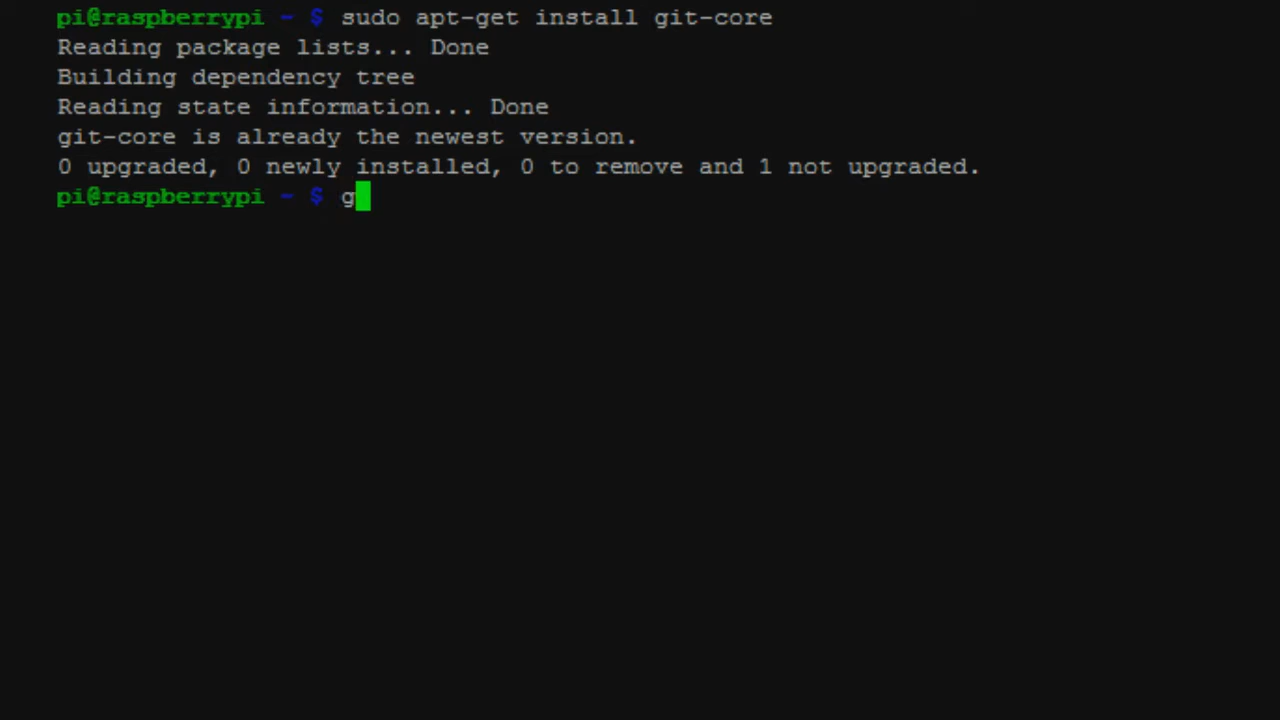 pi@raspberrypi ~ $ sudo apt-get install git-core
Reading package lists... Done
Building dependency tree
Reading state information... Done
git-core is already the newest version.
0 upgraded, 0 newly installed, 0 to remove and 1 not upgraded.
pi@raspberrypi ~ $ g